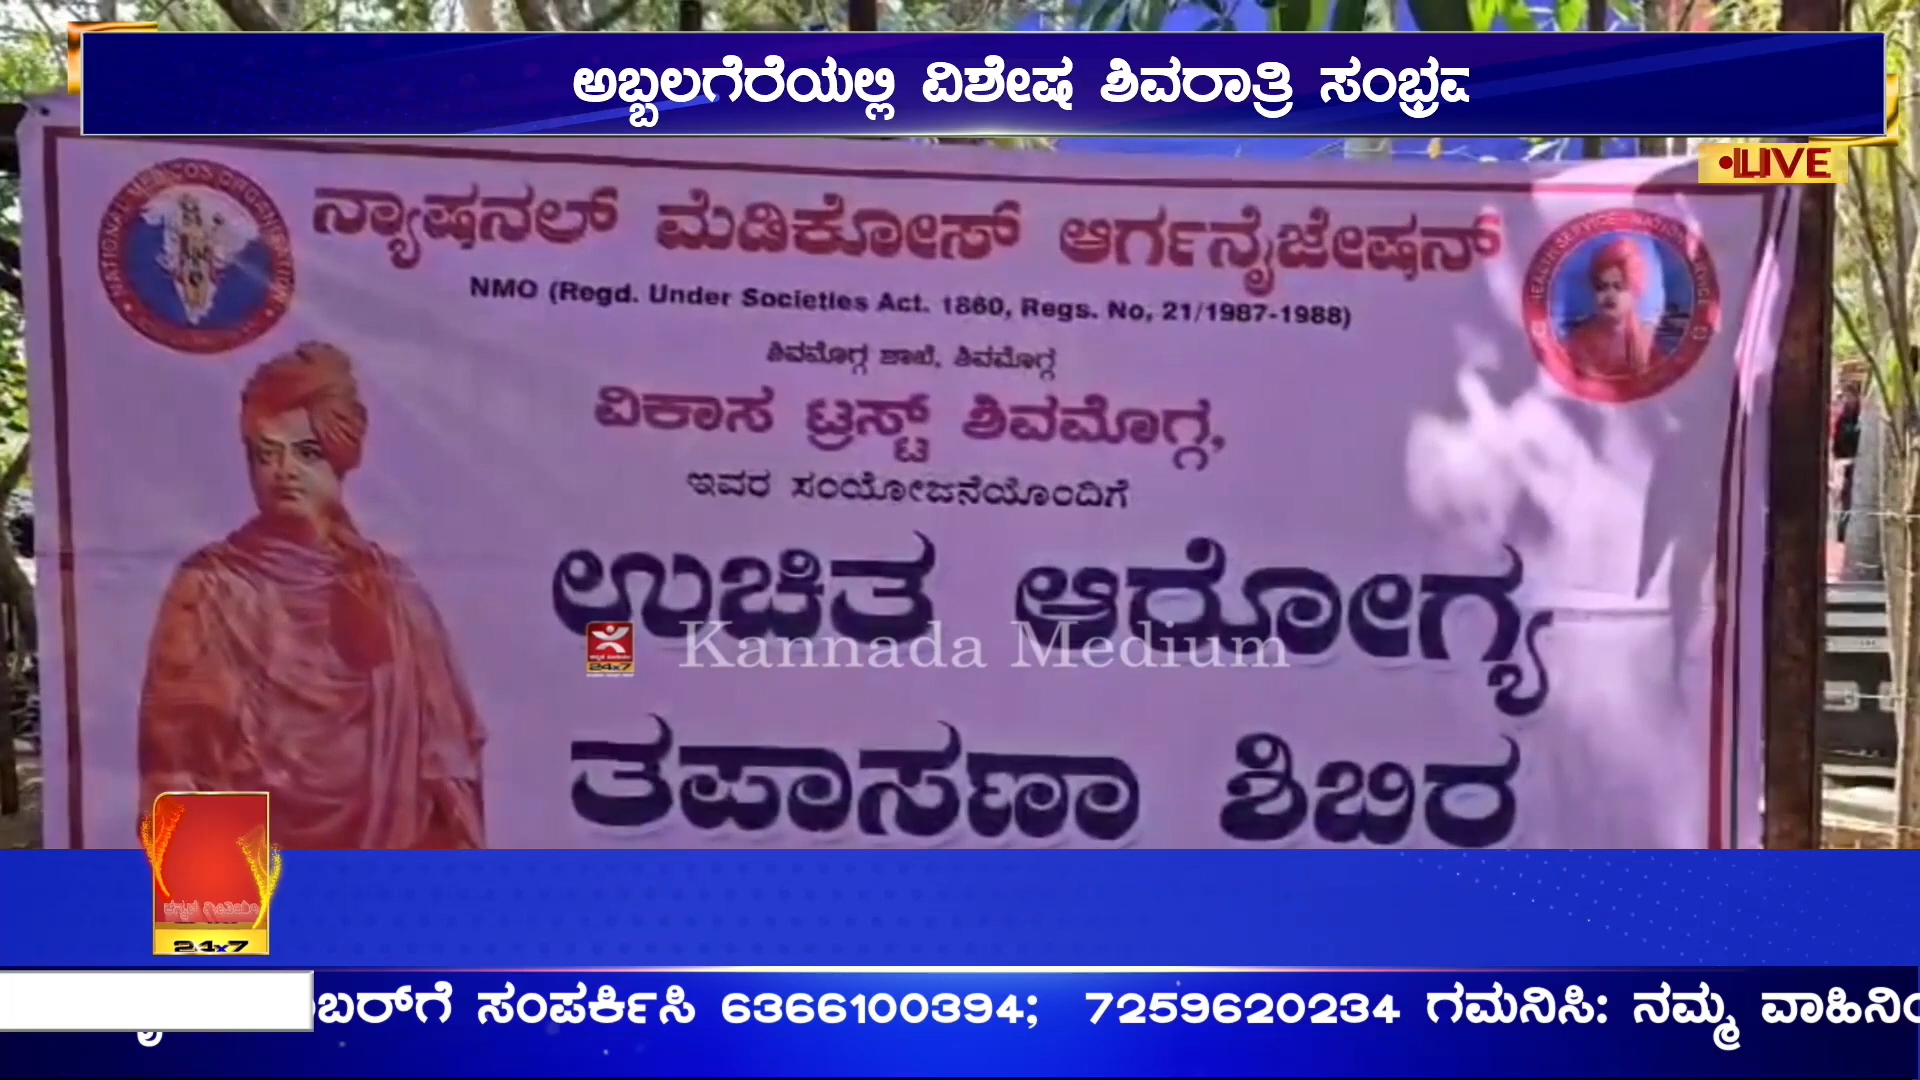 ಅಬ್ಬಲಗೆರೆಯಲ್ಲಿ ವಿಶೇಷ ಶಿವರಾತ್ರಿ
LIVE
ನ್ಯಾಷನಲ್ ಮೆಡಿಕೋಸ್ ಆರ್ಗನೈಜೇಷನ್
NMO (Regd. Under Societies Act. 1860, Regs. No, 21/1987-1988)
ಶಿವಮೊಗ್ಗ ಶಾಖೆ, ಶಿವಮೊಗ್ಗ
ವಿಕಾಸ ಟ್ರಸ್ಟ್ ಶಿವಮೊಗ್ಗ,
ಇವರ ಸಂಯೋಜನೆಯೊಂದಿಗೆ
ಉಚಿತ ಆರೋಗ್ಯ
Kannada Medium
24x7
ತಪಾಸಣಾ ಶಿಬಿರ
24x7
ಸಂಪರ್ಕಿಸಿ 6366100394; 7259620234 ಗಮನಿಸಿ: ನಮ್ಮ